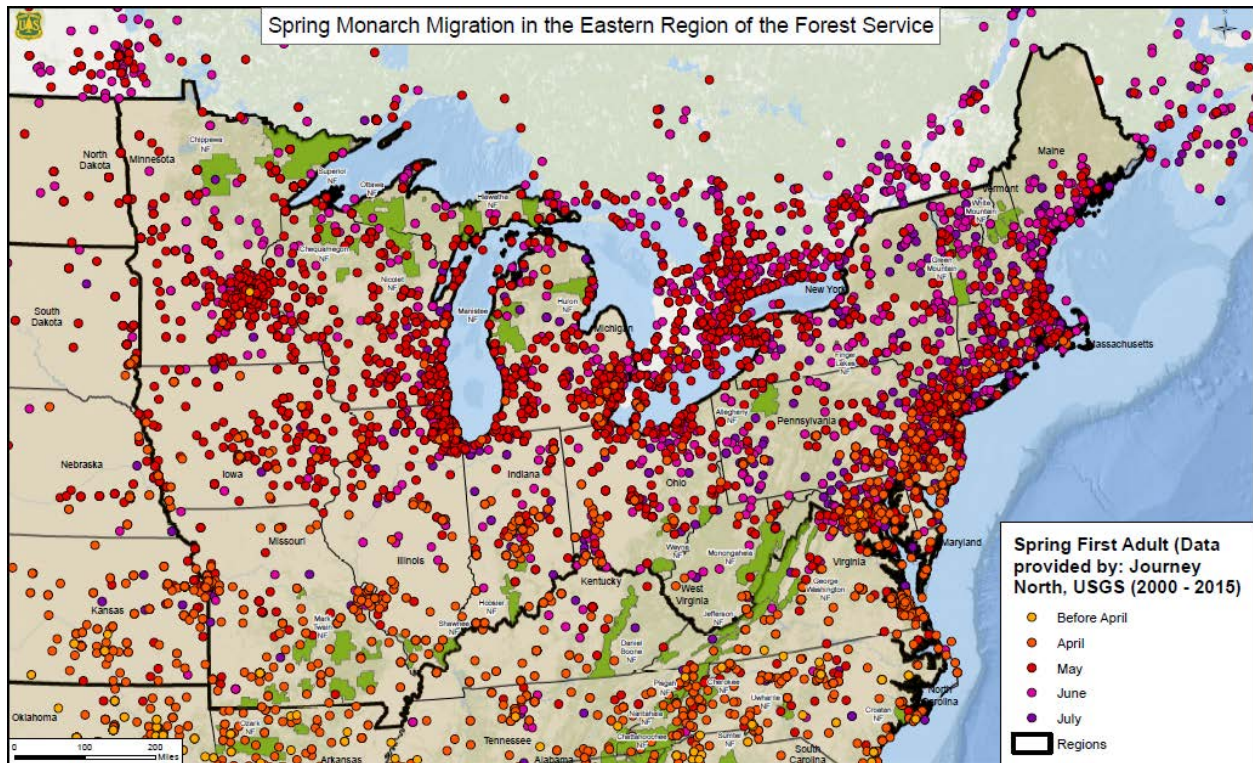 Spring Monarch Migration in the Eastern Region of the Forest Service
U S
North
Dakota
Minnesota
Chippewa
NF
Superior
NF
Ottawa
NF
Hiawatha
NF
Maine
Vermont
White
Mountain
NF
Chequamegon
NF
Nicolet
NF
Green
Mountain
NF
New York
South
Dakota
Manistee
NF
Huron
NF
Michigan
Massachusetts
Finger
Lakes
NF
Allegheny
NF
Pennsylvania
Nebraska
Iowa
Indiana
Ohio
Missouri
Illinois
Wayne
NF
Monongahela
NF
Maryland
Virginia
West
Virginia
George
Washington
NF
Kansas
Kentucky
Hoosier
NF
Mark
Twain
NF
Shawnee
NF
Jefferson
NF
Daniel
Boone
NF
Pisgah
NF
Cherokee
NF
Uwharrie
NF
North
Carolina
Nantahala
NF
Croatan
NF
Oklahoma
Ozark
NF
Chattahoochee
NF
Sumter
NF
Tennessee
South
Carolina
Arkansas
Alabama
0 100 200
Miles
Spring First Adult (Data
provided by: Journey
North, USGS (2000 - 2015)
Before April
April
May
June
July
Regions